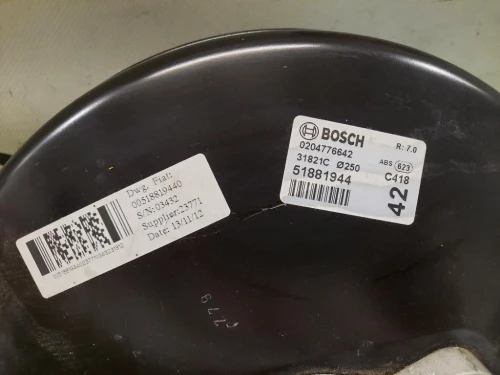 BOSCH
R: 7.0
0204776642
31821C Ø250 ABS 623
51881944 C418
42
Dwg. Fiat:
00518819440
S/N:03432
Supplier:23771
Date: 13/11/12